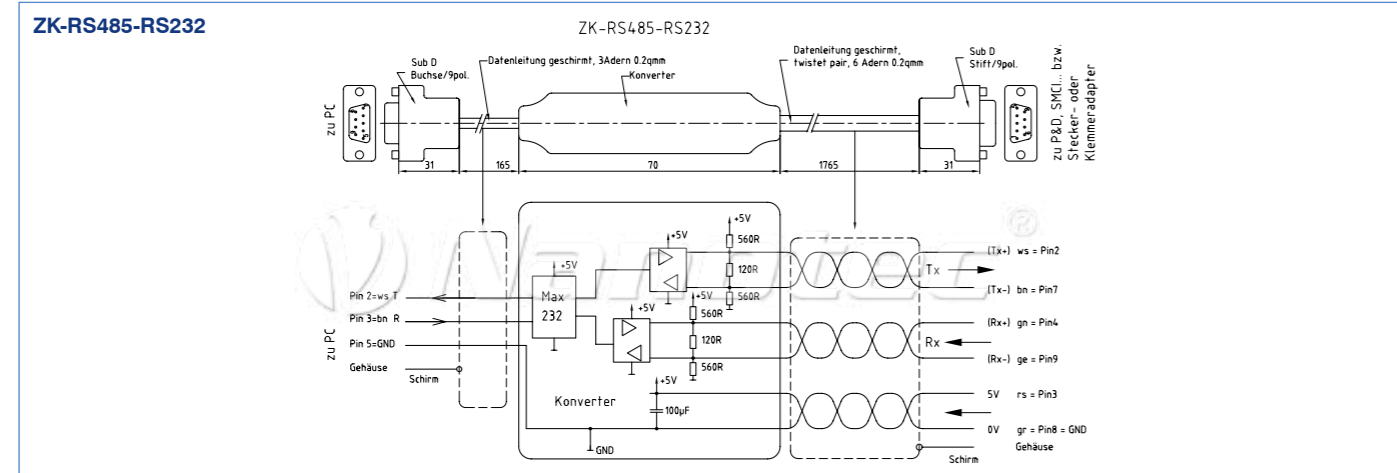 ZK-RS485-RS232
ZK-RS485-RS232
Sub D
Buchse/9pol.
Datenleitung geschirmt, 3Adern 0.2qmm
Konverter
Datenleitung geschirmt,
twistet pair, 6 Adern 0.2qmm
Sub D
Stift/9pol.
zu PC
zu P&D, SMCI... bzw.
Stecker- oder
Klemmeradapter
31
165
70
1765
31
Nanotec®
+5V
560R
+5V
120R
560R
(Tx+) ws = Pin2
Tx
(Tx-) bn = Pin7
+5V
Max
232
Pin 2=ws T
Pin 3=bn R
Pin 5=GND
Gehäuse
Schirm
zu PC
+5V
560R
+5V
120R
560R
(Rx+) gn = Pin4
Rx
(Rx-) ge = Pin9
+5V
100µF
Konverter
GND
5V rs = Pin3
0V gr = Pin8 = GND
Gehäuse
Schirm